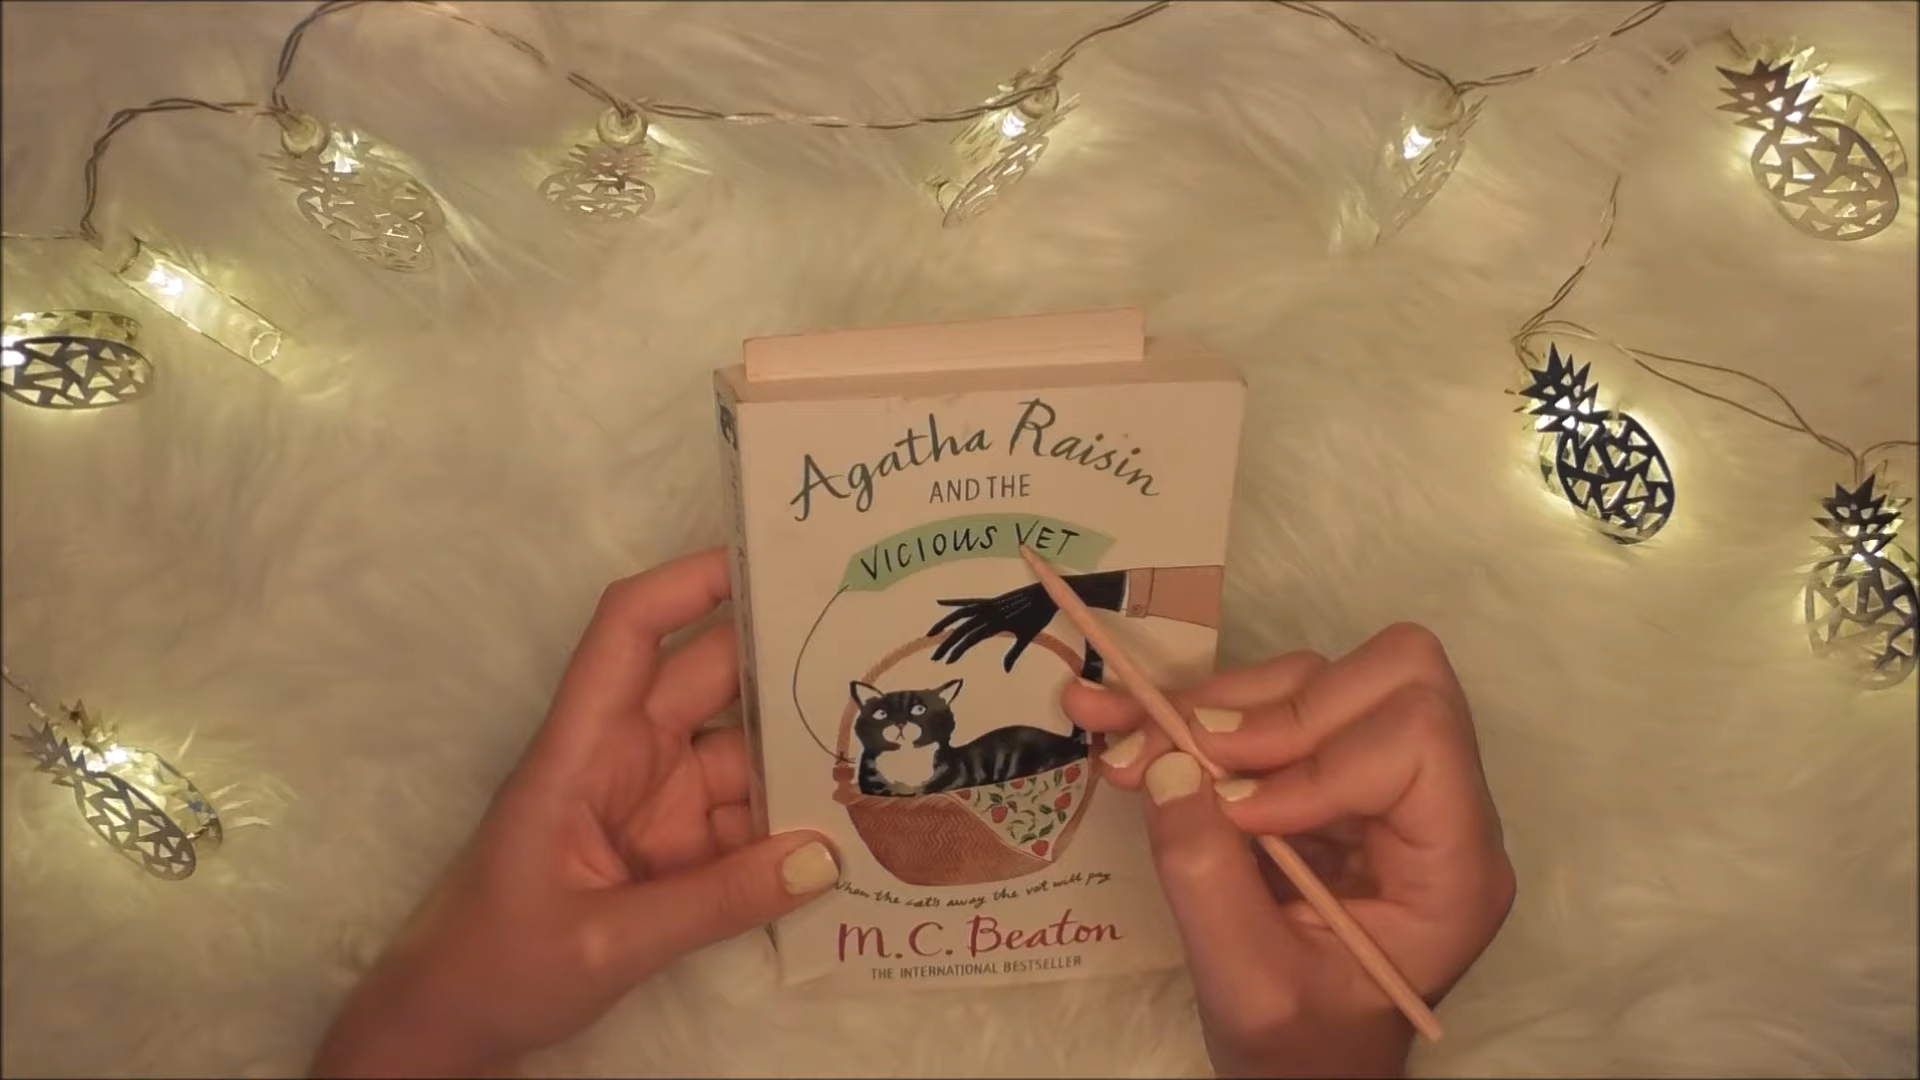 Agatha Raisin
AND THE
VICIOUS VET
When the cat's away the vet will pay
M.C. Beaton
THE INTERNATIONAL BESTSELLER